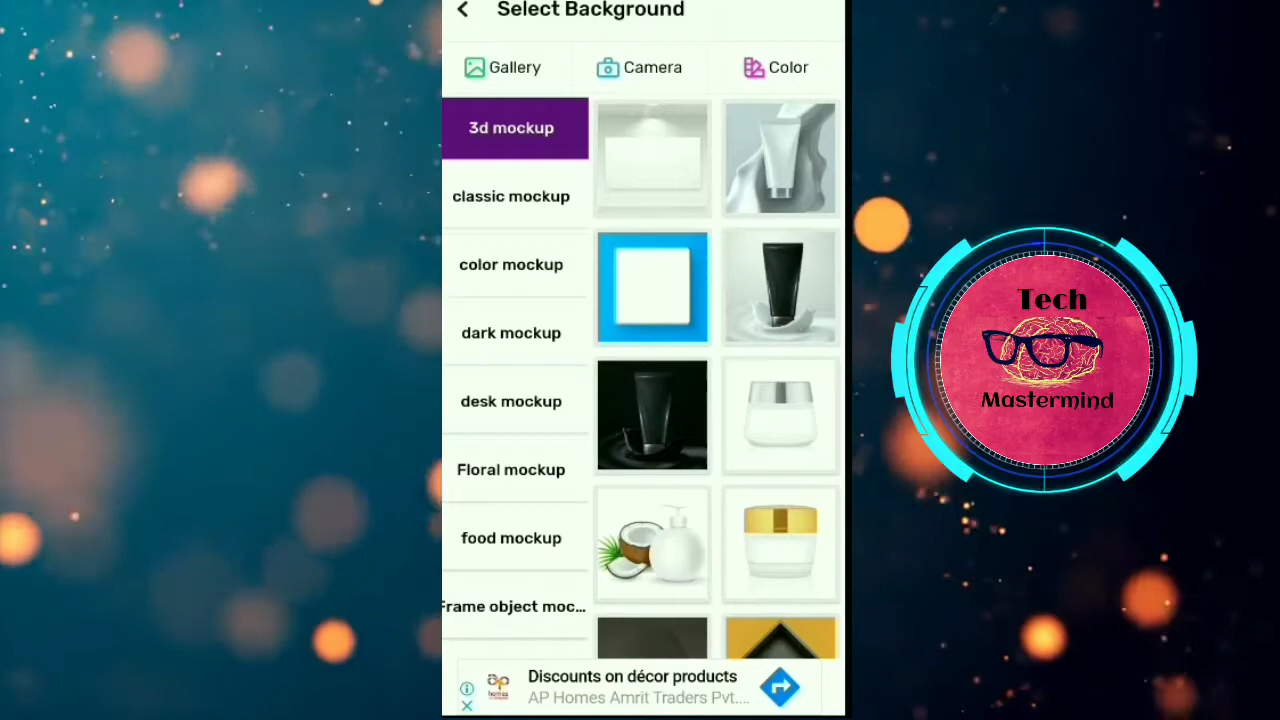 Select Background
Gallery
Camera
Color
3d mockup
classic mockup
color mockup
dark mockup
desk mockup
Floral mockup
food mockup
Frame object moc...
Discounts on décor products
AP Homes Amrit Traders Pvt....
Tech
Mastermind